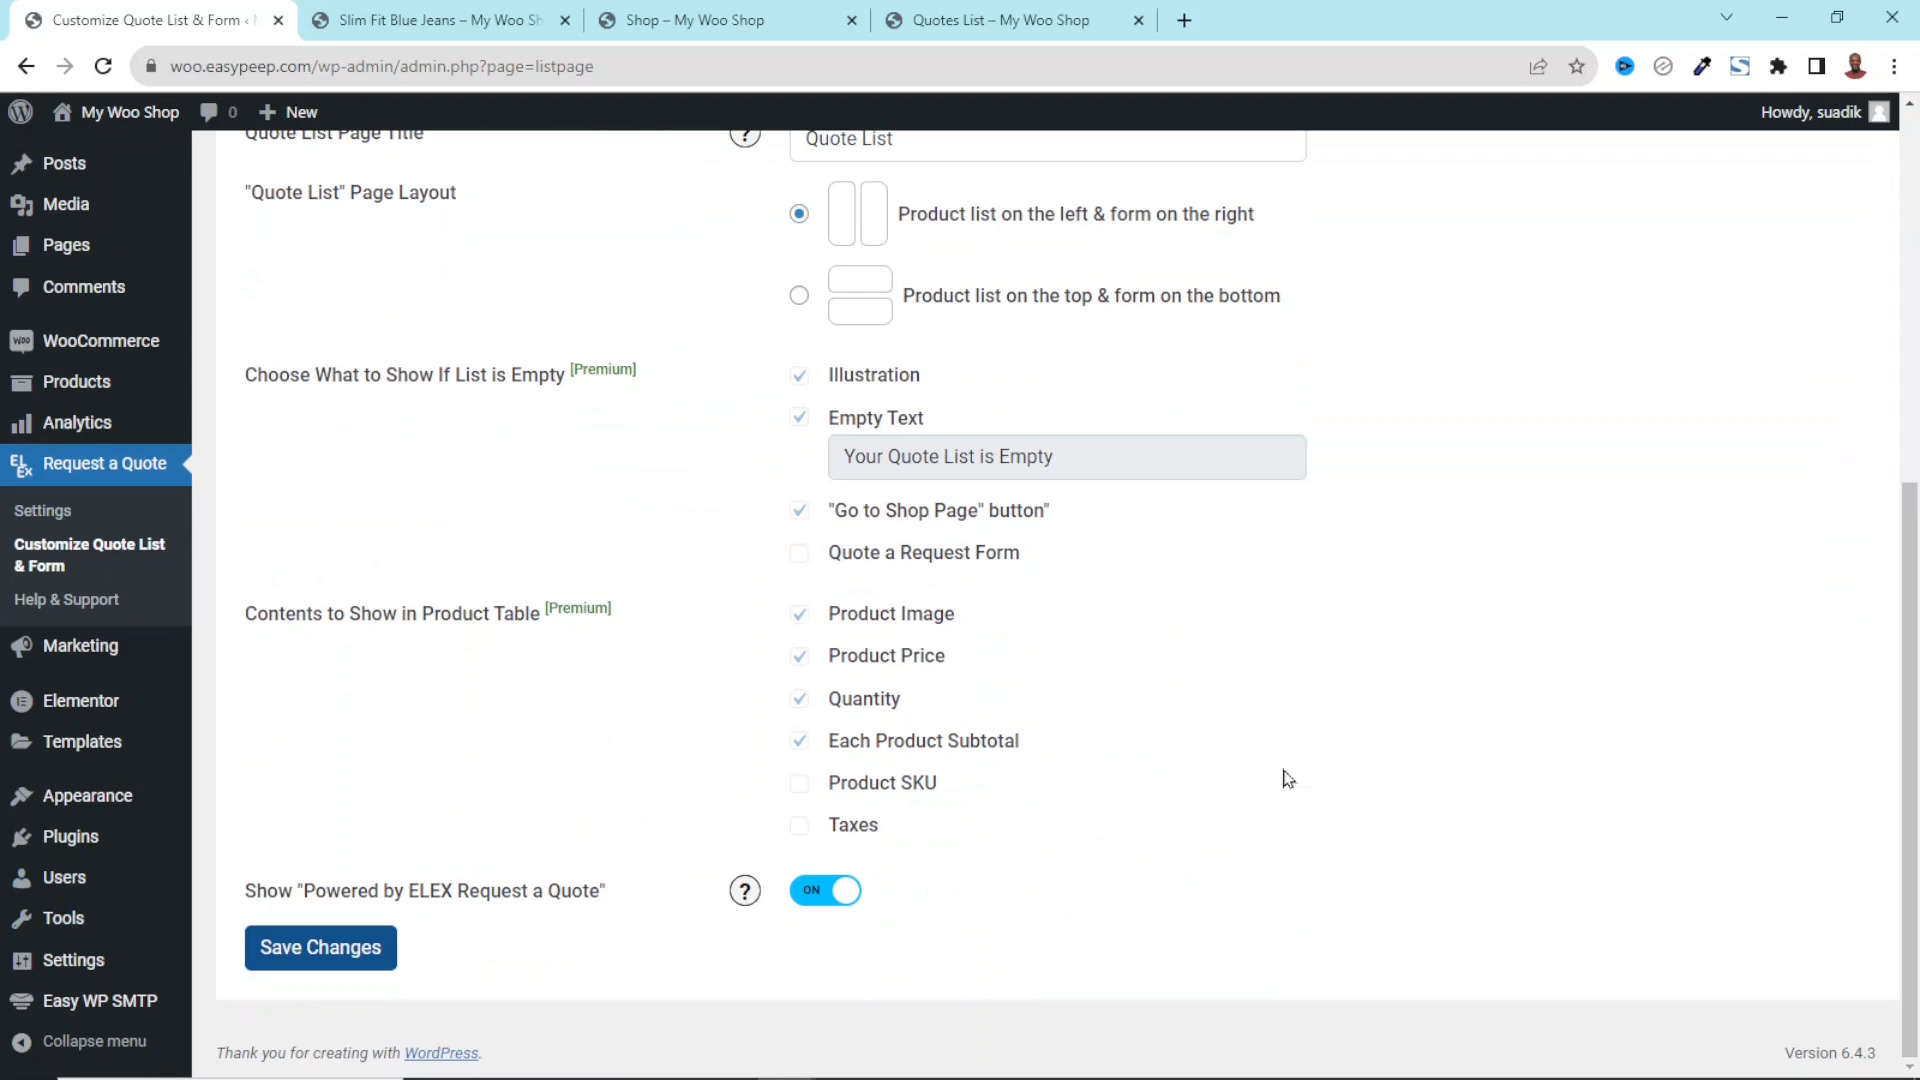 Customize Quote List & Form ‹
Slim Fit Blue Jeans – My Woo Sh
Shop – My Woo Shop
Quotes List – My Woo Shop
woo.easypeep.com/wp-admin/admin.php?page=listpage
My Woo Shop
0
New
Howdy, suadik
Posts
Media
Pages
Comments
WooCommerce
Products
Analytics
Request a Quote
Settings
Customize Quote List
& Form
Help & Support
Marketing
Elementor
Templates
Appearance
Plugins
Users
Tools
Settings
Easy WP SMTP
Collapse menu
Quote List Page Title
?
Quote List
"Quote List" Page Layout
Product list on the left & form on the right
Product list on the top & form on the bottom
Choose What to Show If List is Empty [Premium]
Illustration
Empty Text
Your Quote List is Empty
"Go to Shop Page" button"
Quote a Request Form
Contents to Show in Product Table [Premium]
Product Image
Product Price
Quantity
Each Product Subtotal
Product SKU
Taxes
Show "Powered by ELEX Request a Quote"
?
ON
Save Changes
Thank you for creating with WordPress.
Version 6.4.3